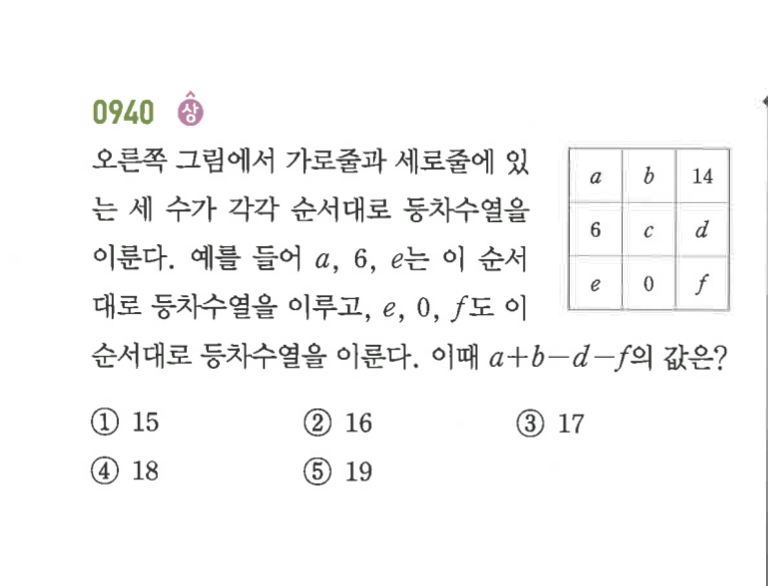 0940 상
오른쪽 그림에서 가로줄과 세로줄에 있
는 세 수가 각각 순서대로 등차수열을
이룬다. 예를 들어 a, 6, e는 이 순서
대로 등차수열을 이루고, e, 0, f도 이
순서대로 등차수열을 이룬다. 이때 a+b-d-f의 값은?
a b 14
6 c d
e 0 f
① 15 ② 16 ③ 17
④ 18 ⑤ 19